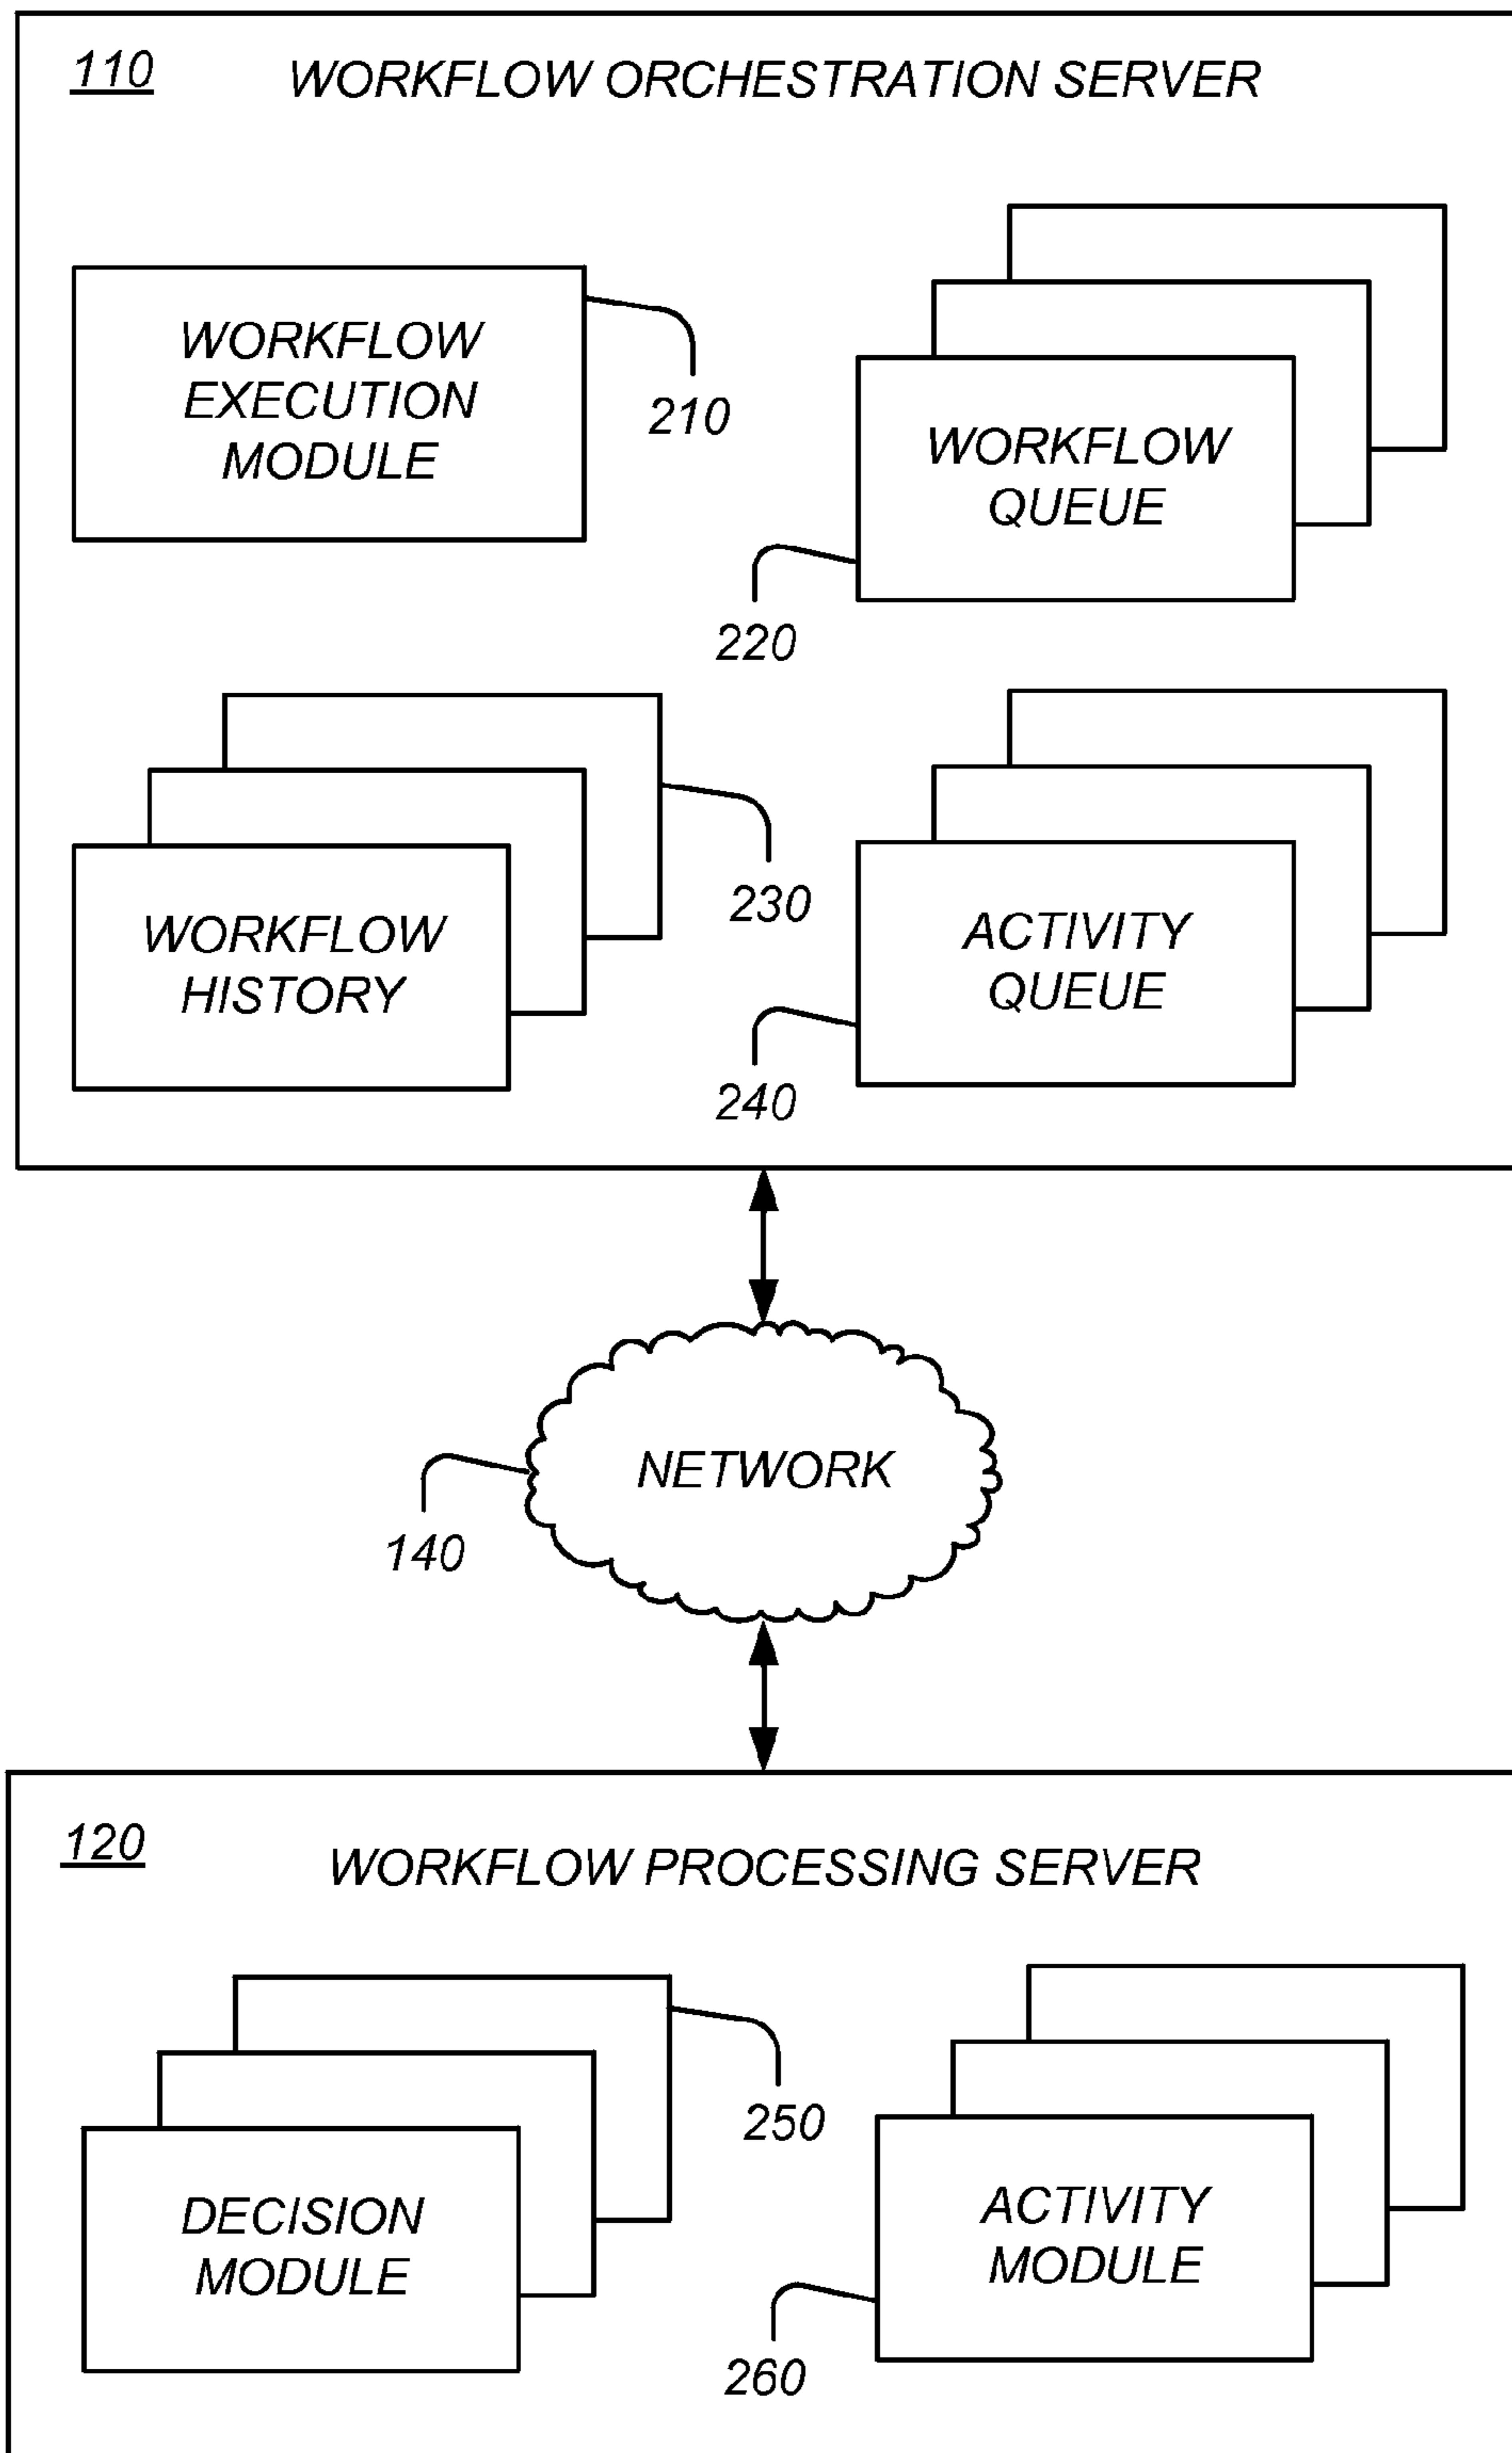 110
WORKFLOW ORCHESTRATION SERVER
WORKFLOW
EXECUTION
MODULE
210
WORKFLOW
QUEUE
220
WORKFLOW
HISTORY
230
ACTIVITY
QUEUE
240
NETWORK
140
120
WORKFLOW PROCESSING SERVER
DECISION
MODULE
250
ACTIVITY
MODULE
260